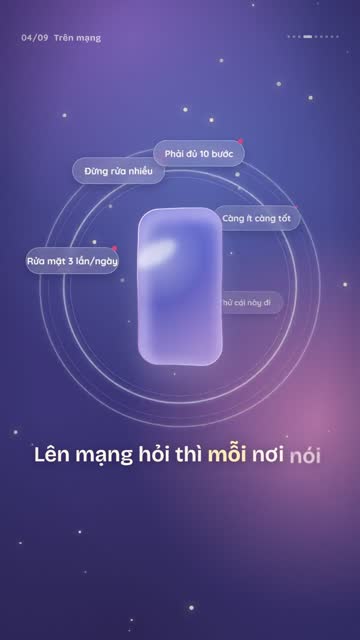 04/09 Trên mạng
Phải đủ 10 bước
Đừng rửa nhiều
Càng ít càng tốt
Rửa mặt 3 lần/ngày
cái này đi
Lên mạng hỏi thì mỗi nơi nói